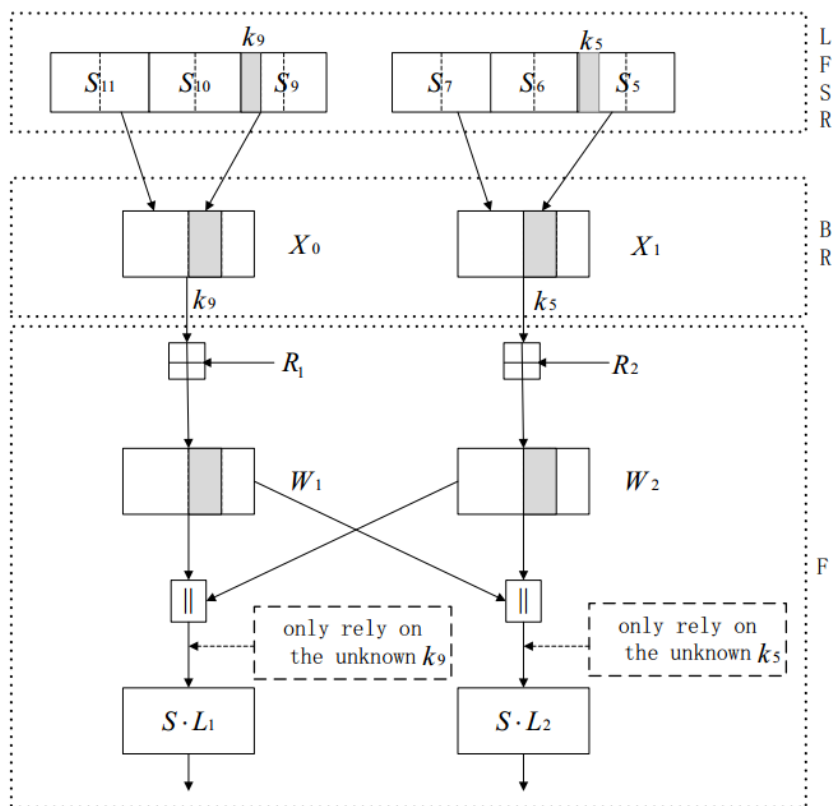 k9 k5
S11 S10 S9 S7 S6 S5
L
F
S
R
X0 X1
B
R
k9 k5
R1 R2
W1 W2
F
|| ||
only rely on
the unknown k9
only rely on
the unknown k5
S · L1 S · L2